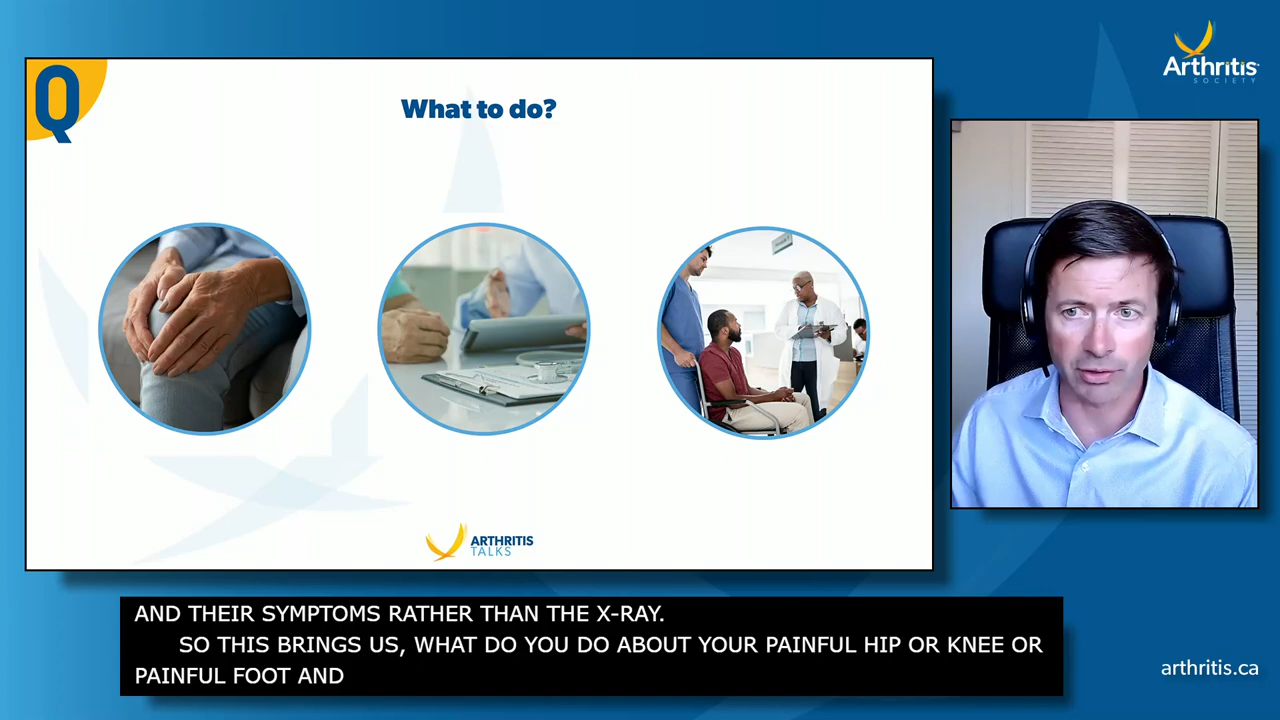 Q
What to do?
Arthritis
SOCIETY
ARTHRITIS
TALKS
AND THEIR SYMPTOMS RATHER THAN THE X-RAY.
SO THIS BRINGS US, WHAT DO YOU DO ABOUT YOUR PAINFUL HIP OR KNEE OR
PAINFUL FOOT AND
arthritis.ca